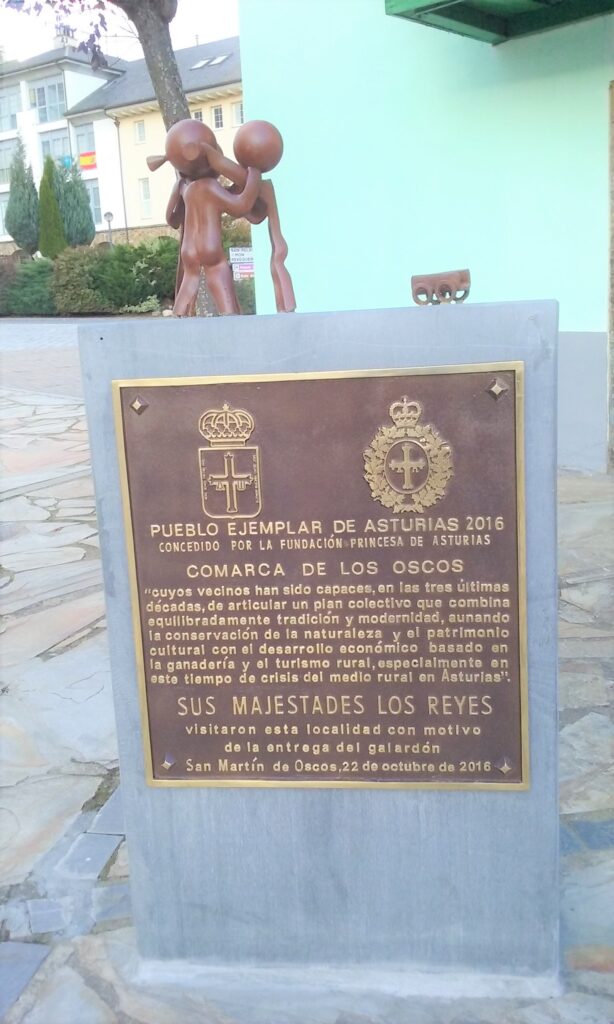 PUEBLO EJEMPLAR DE ASTURIAS 2016
CONCEDIDO POR LA FUNDACIÓN PRINCESA DE ASTURIAS
COMARCA DE LOS OSCOS
"cuyos vecinos han sido capaces, en las tres últimas
décadas, de articular un plan colectivo que combina
equilibradamente tradición y modernidad, aunando
la conservación de la naturaleza y el patrimonio
cultural con el desarrollo económico basado en
la ganadería y el turismo rural, especialmente en
este tiempo de crisis del medio rural en Asturias".
SUS MAJESTADES LOS REYES
visitaron esta localidad con motivo
de la entrega del galardón
San Martín de Oscos, 22 de octubre de 2016